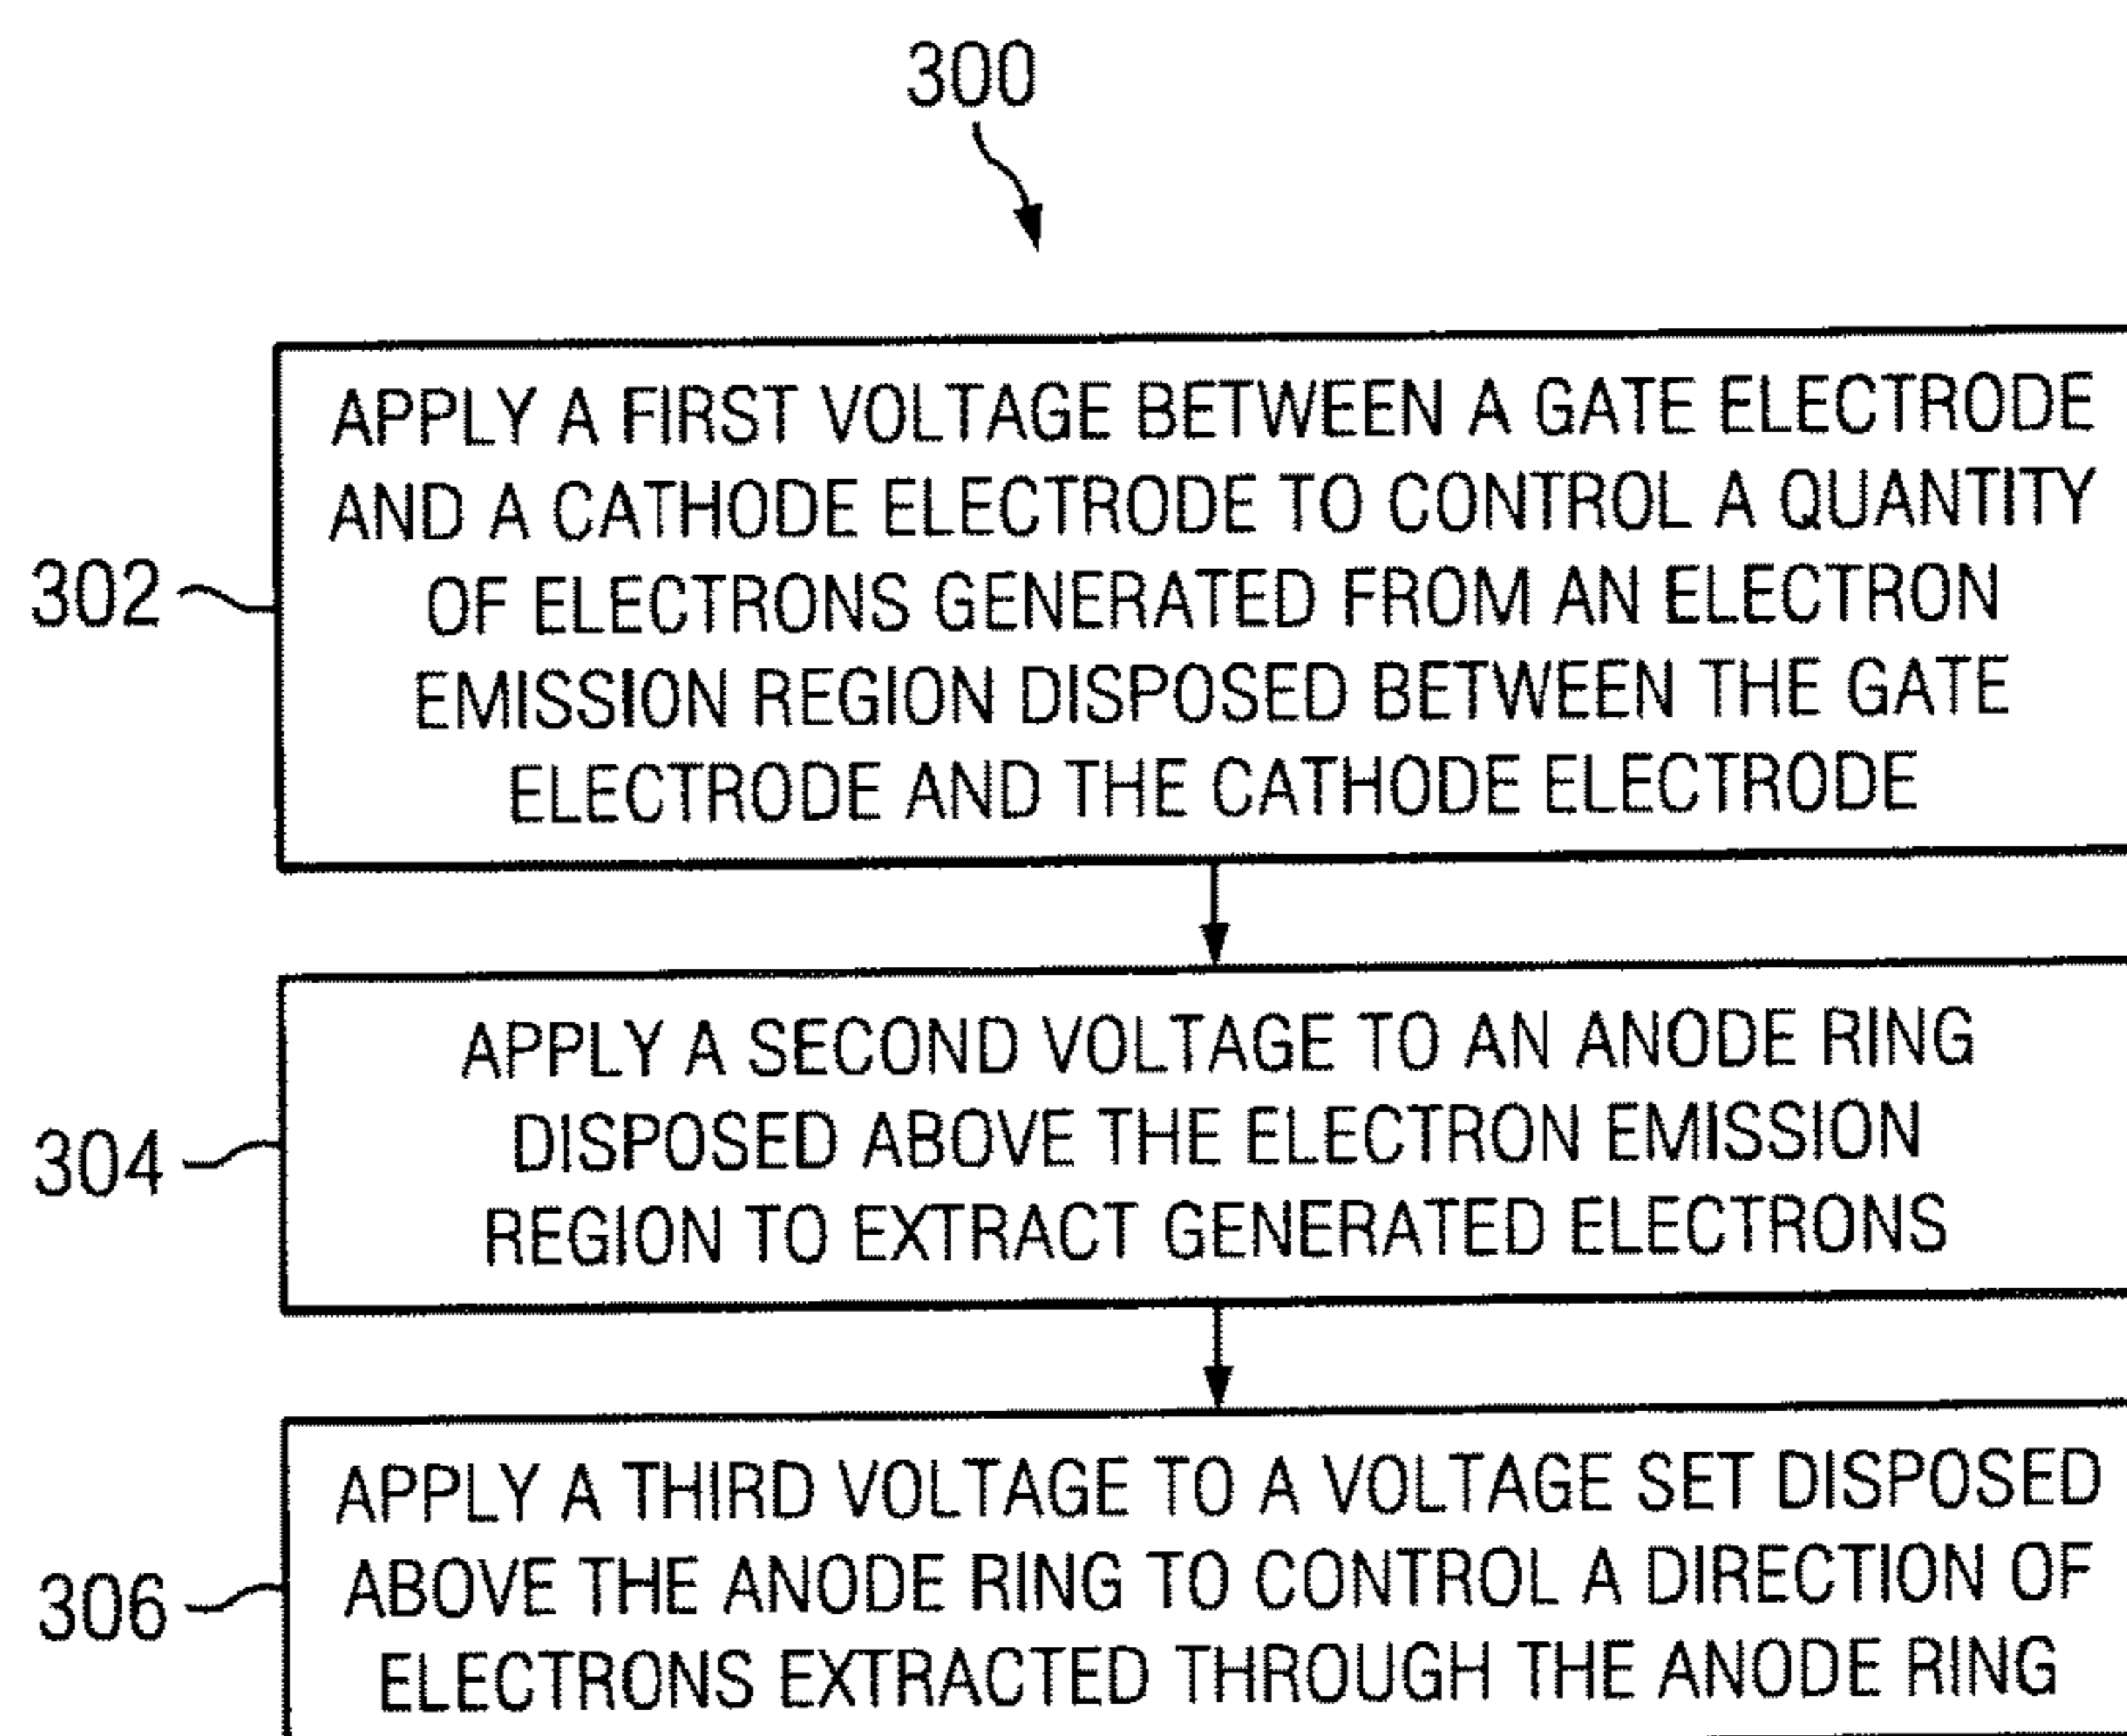 300
302
APPLY A FIRST VOLTAGE BETWEEN A GATE ELECTRODE
AND A CATHODE ELECTRODE TO CONTROL A QUANTITY
OF ELECTRONS GENERATED FROM AN ELECTRON
EMISSION REGION DISPOSED BETWEEN THE GATE
ELECTRODE AND THE CATHODE ELECTRODE
304
APPLY A SECOND VOLTAGE TO AN ANODE RING
DISPOSED ABOVE THE ELECTRON EMISSION
REGION TO EXTRACT GENERATED ELECTRONS
306
APPLY A THIRD VOLTAGE TO A VOLTAGE SET DISPOSED
ABOVE THE ANODE RING TO CONTROL A DIRECTION OF
ELECTRONS EXTRACTED THROUGH THE ANODE RING